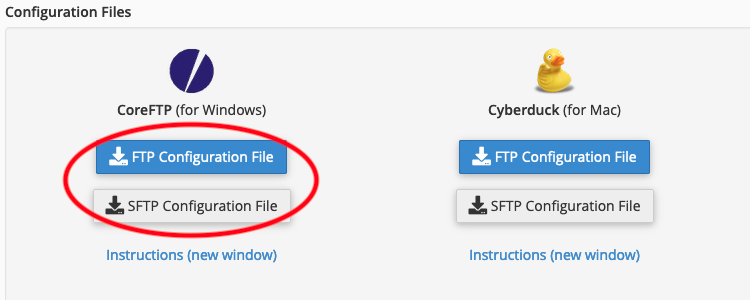 Configuration Files
CoreFTP (for Windows)
FTP Configuration File
SFTP Configuration File
Instructions (new window)
Cyberduck (for Mac)
FTP Configuration File
SFTP Configuration File
Instructions (new window)